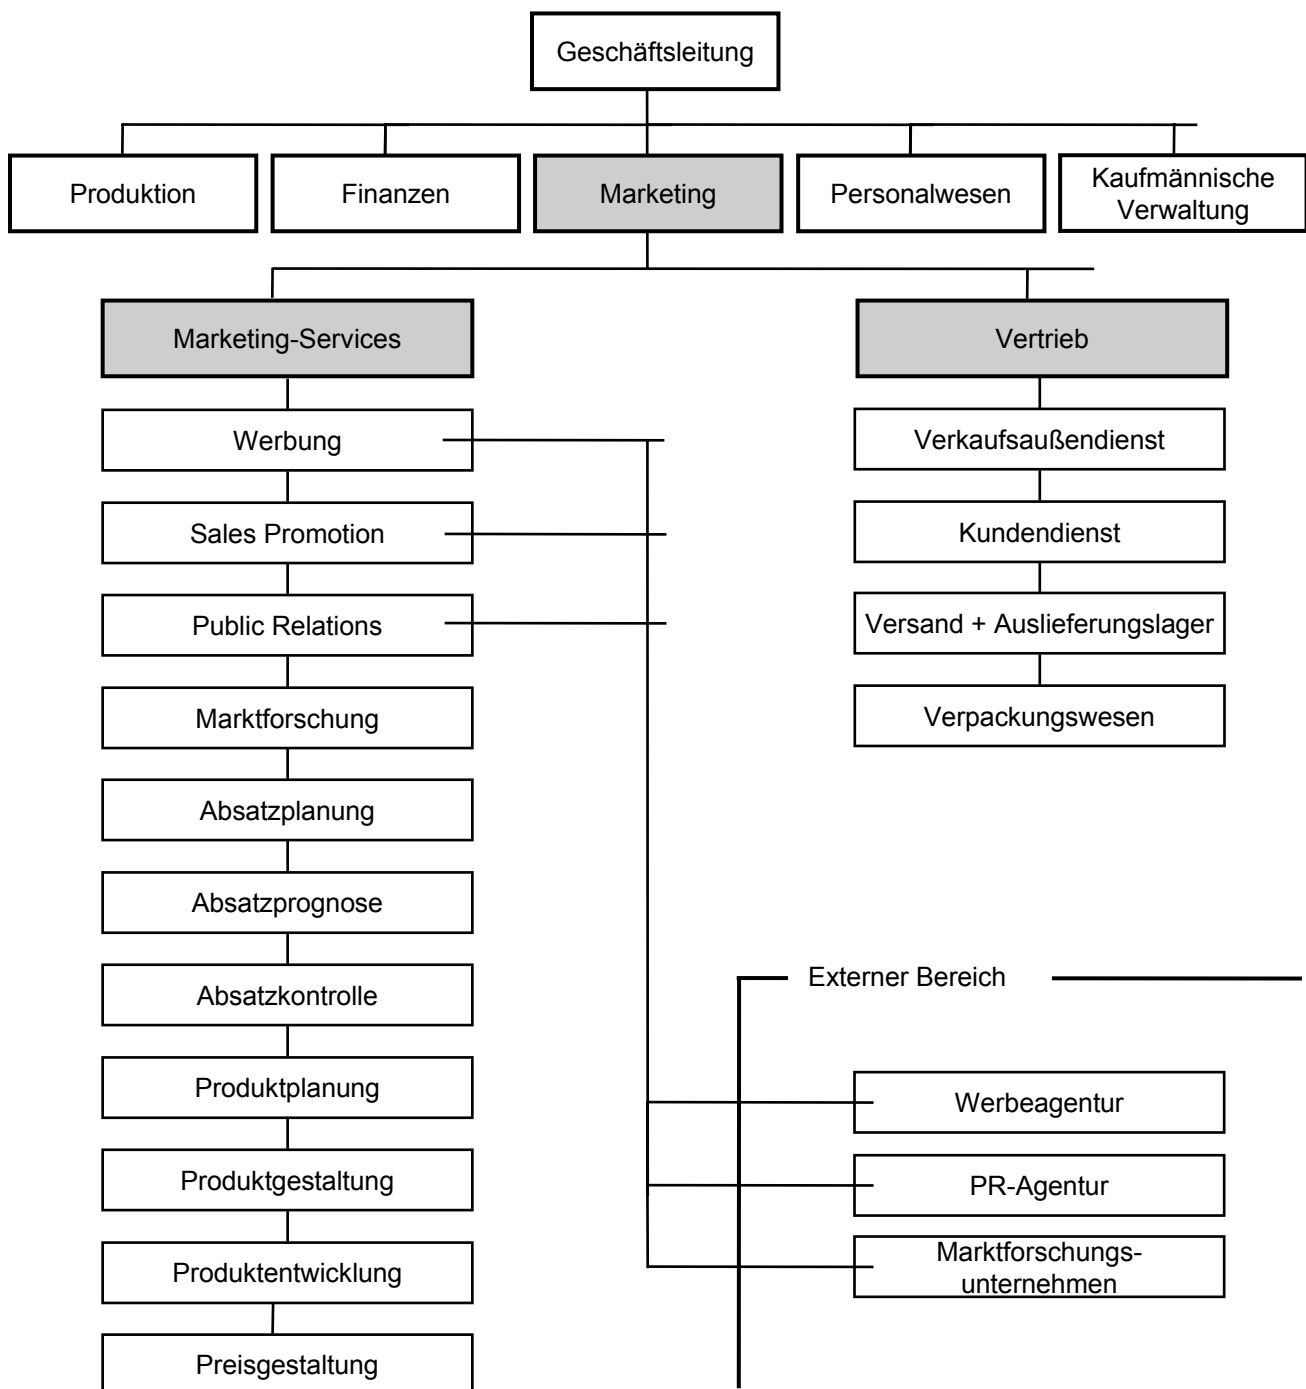 Geschäftsleitung
Produktion
Finanzen
Marketing
Personalwesen
Kaufmännische
Verwaltung
Marketing-Services
Werbung
Sales Promotion
Public Relations
Marktforschung
Absatzplanung
Absatzprognose
Absatzkontrolle
Produktplanung
Produktgestaltung
Produktentwicklung
Preisgestaltung
Vertrieb
Verkaufsaußendienst
Kundendienst
Versand + Auslieferungslager
Verpackungswesen
Externer Bereich
Werbeagentur
PR-Agentur
Marktforschungs-
unternehmen